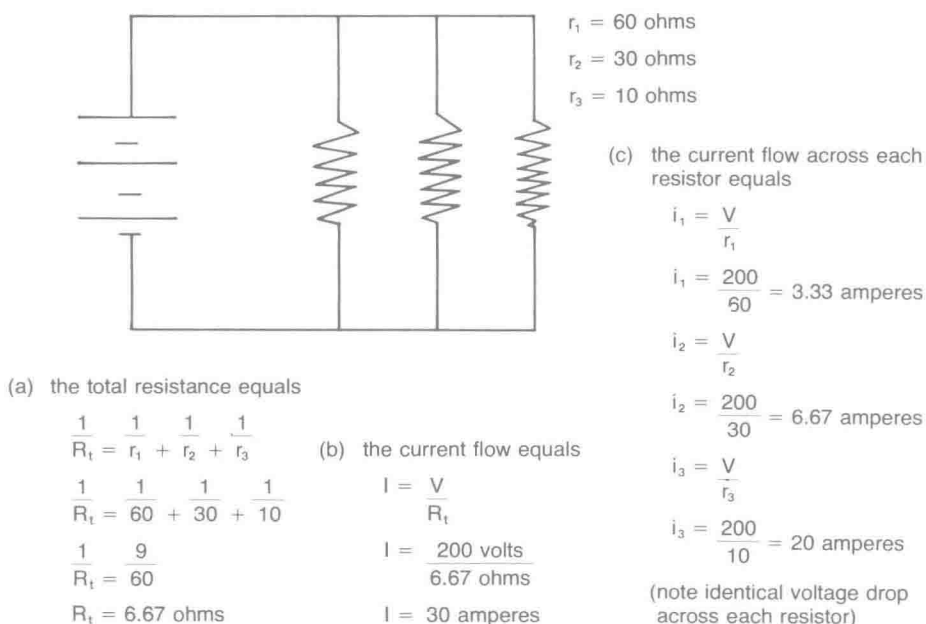 r₁ = 60 ohms
r₂ = 30 ohms
r₃ = 10 ohms
(c) the current flow across each
resistor equals
i₁ = V
r₁
i₁ = 200
60 = 3.33 amperes
i₂ = V
r₂
i₂ = 200
30 = 6.67 amperes
i₃ = V
r₃
i₃ = 200
10 = 20 amperes
(note identical voltage drop
across each resistor)
(a) the total resistance equals
1 1 1 1
Rₜ = r₁ + r₂ + r₃
1 1 1 1
Rₜ = 60 + 30 + 10
1 9
Rₜ = 60
Rₜ = 6.67 ohms
(b) the current flow equals
I = V
Rₜ
I = 200 volts
6.67 ohms
I = 30 amperes